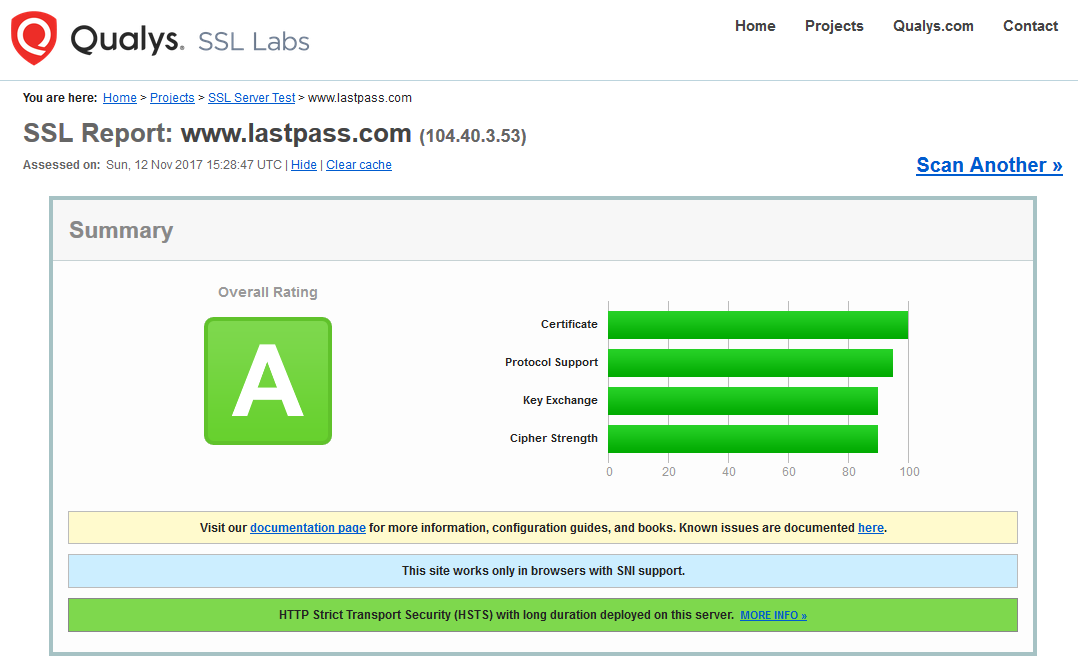 Qualys. SSL Labs
Home Projects Qualys.com Contact
You are here: Home > Projects > SSL Server Test > www.lastpass.com
SSL Report: www.lastpass.com (104.40.3.53)
Assessed on: Sun, 12 Nov 2017 15:28:47 UTC | Hide | Clear cache
Scan Another »
Summary
Overall Rating
A
Certificate
Protocol Support
Key Exchange
Cipher Strength
0 20 40 60 80 100
Visit our documentation page for more information, configuration guides, and books. Known issues are documented here.
This site works only in browsers with SNI support.
HTTP Strict Transport Security (HSTS) with long duration deployed on this server. MORE INFO »